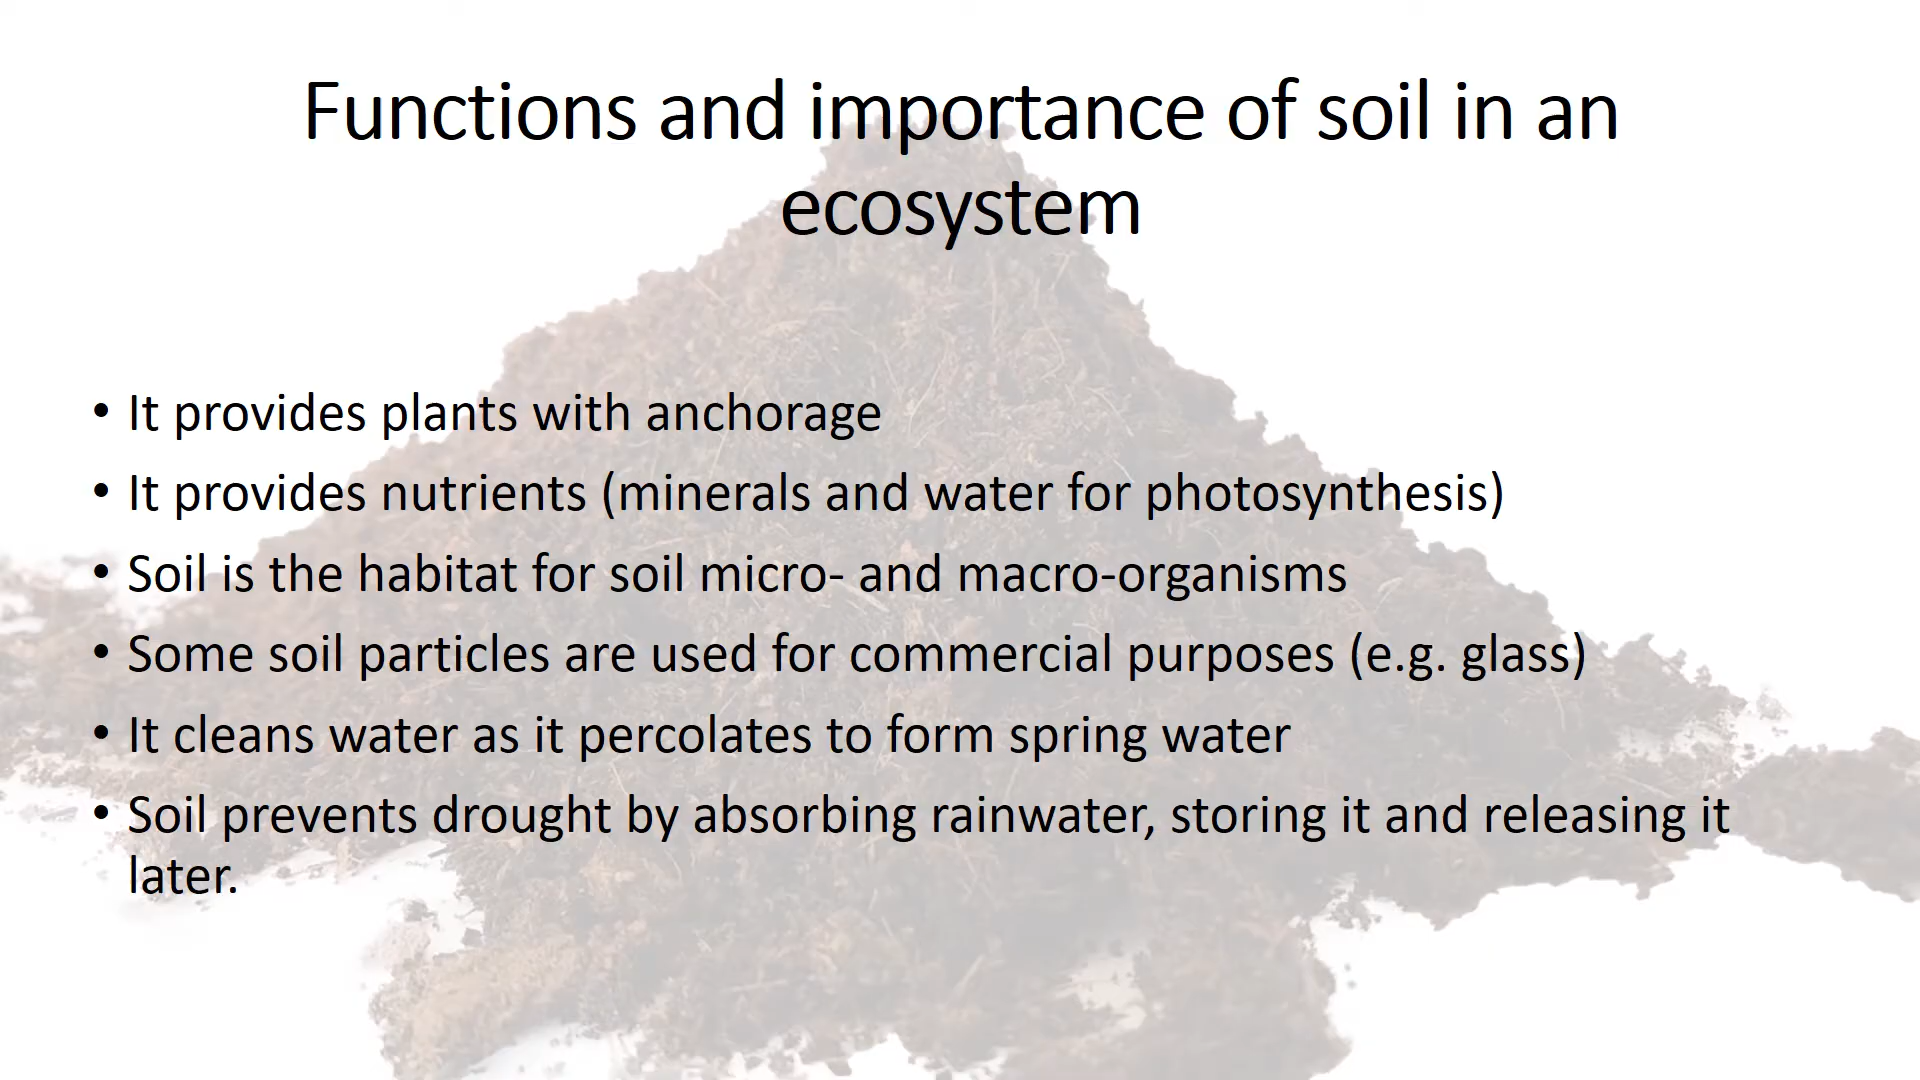 Functions and importance of soil in an
ecosystem
• It provides plants with anchorage
• It provides nutrients (minerals and water for photosynthesis)
• Soil is the habitat for soil micro- and macro-organisms
• Some soil particles are used for commercial purposes (e.g. glass)
• It cleans water as it percolates to form spring water
• Soil prevents drought by absorbing rainwater, storing it and releasing it
later.